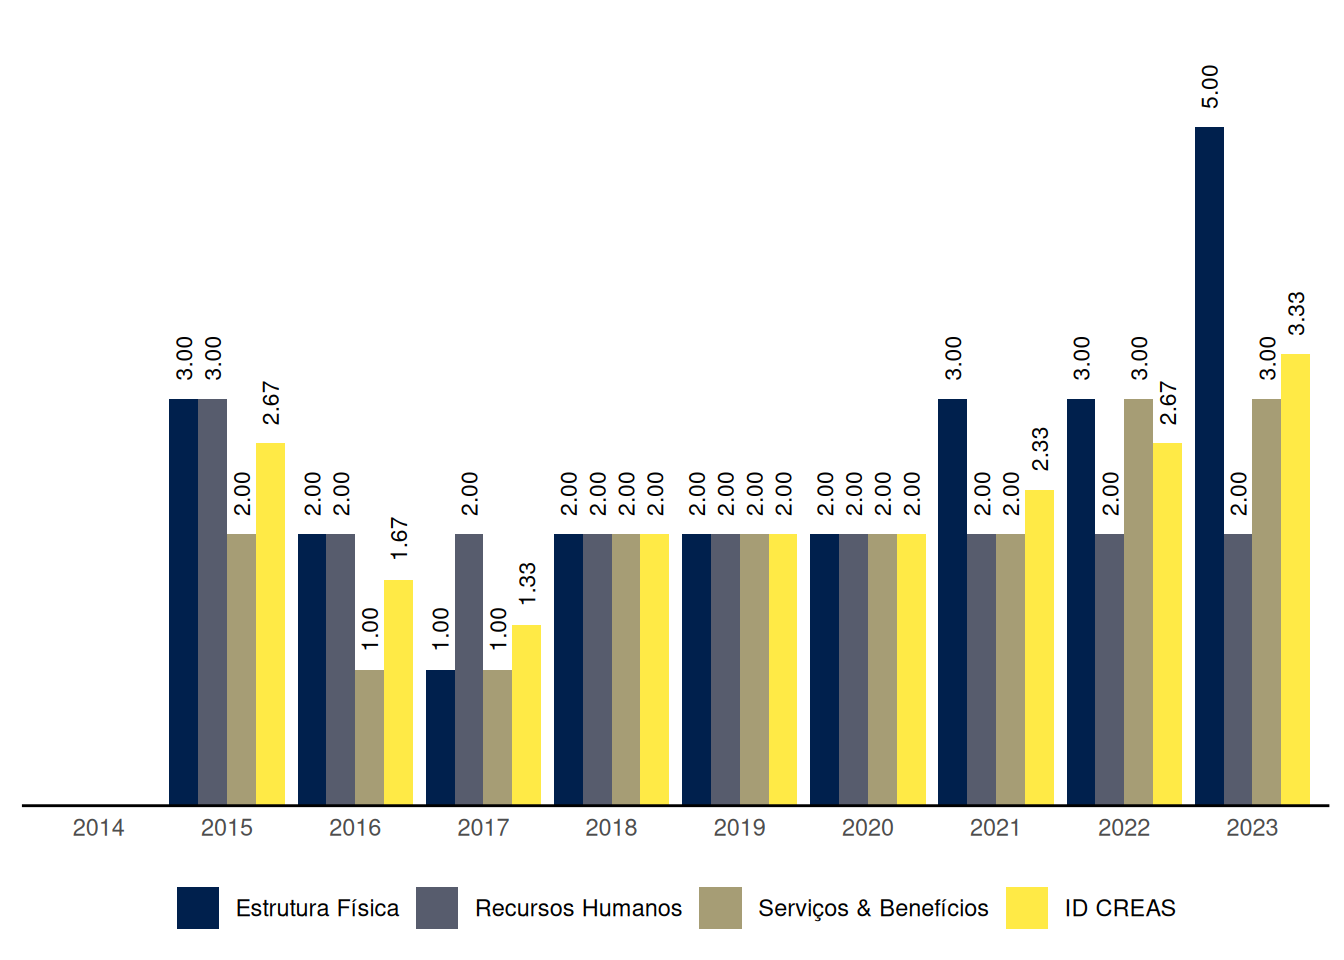 5.00
3.33
3.00 3.00 2.67 3.00 3.00 3.00 2.67 3.00
2.33
2.00 2.00 2.00 2.00 2.00 2.00 2.00 2.00 2.00 2.00 2.00 2.00 2.00 2.00 2.00 2.00 2.00 2.00 2.00 2.00 2.00
1.67
1.33
1.00 1.00 1.00
2014 2015 2016 2017 2018 2019 2020 2021 2022 2023
Estrutura Física Recursos Humanos Serviços & Benefícios ID CREAS